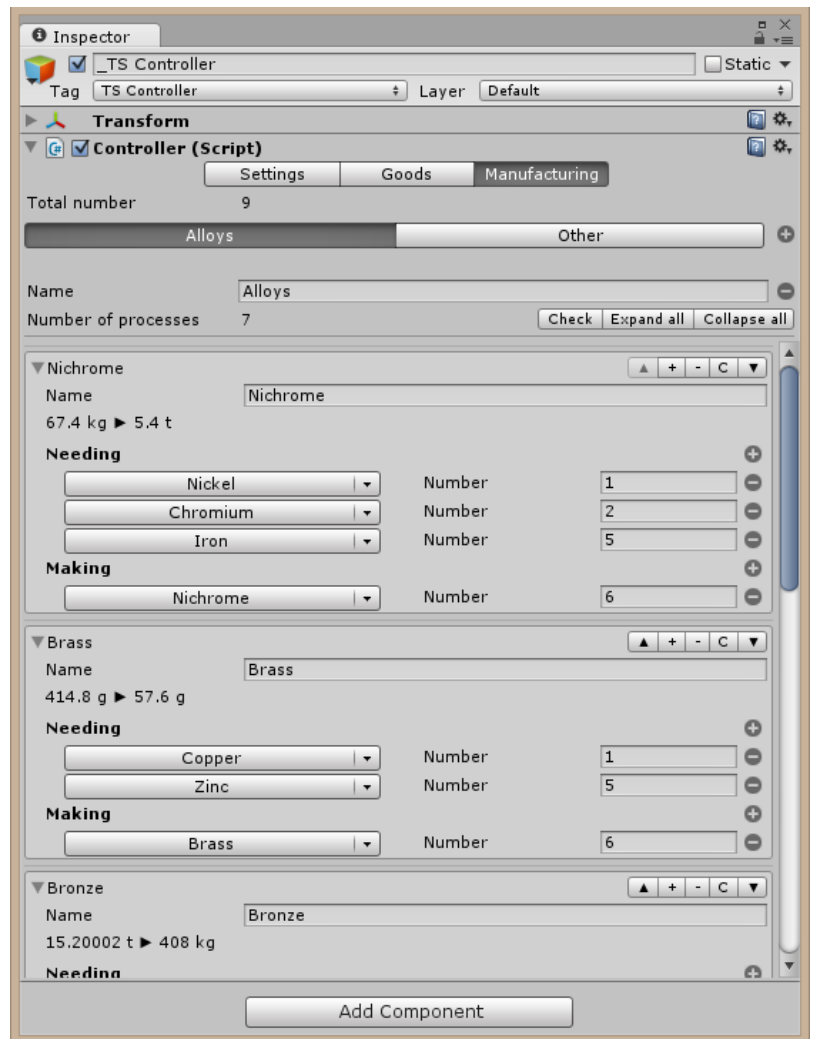 Inspector
_TS Controller Static
Tag TS Controller Layer Default
Transform
Controller (Script)
Settings Goods Manufacturing
Total number 9
Alloys Other
Name Alloys
Number of processes 7 Check Expand all Collapse all
Nichrome + - C
Name Nichrome
67.4 kg ► 5.4 t
Needing
Nickel Number 1
Chromium Number 2
Iron Number 5
Making
Nichrome Number 6
Brass + - C
Name Brass
414.8 g ► 57.6 g
Needing
Copper Number 1
Zinc Number 5
Making
Brass Number 6
Bronze + - C
Name Bronze
15.20002 t ► 408 kg
Needing
Add Component